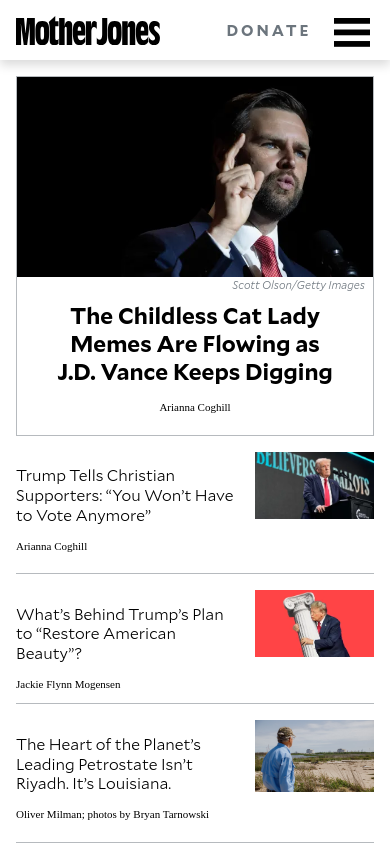 Mother Jones
DONATE
Scott Olson/Getty Images
The Childless Cat Lady
Memes Are Flowing as
J.D. Vance Keeps Digging
Arianna Coghill
Trump Tells Christian
Supporters: “You Won’t Have
to Vote Anymore”
Arianna Coghill
BELIEVERS
BALLOTS
What’s Behind Trump’s Plan
to “Restore American
Beauty”?
Jackie Flynn Mogensen
The Heart of the Planet’s
Leading Petrostate Isn’t
Riyadh. It’s Louisiana.
Oliver Milman; photos by Bryan Tarnowski